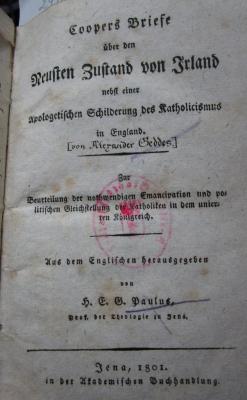 Coopers Briefe
über den
Neusten Zustand von Irland
nebst einer
Apologetischen Schilderung des Katholicismus
in England.
[von Alexander Geddes]
Zur
Beurtheilung der nothwendigen Emancipation und po-
litischen Gleichstellung der Katholiken in dem unier-
ten Königreich.
Aus dem Englischen herausgegeben
von
H. E. G. Paulus,
Prof. der Theologie zu Jena.
Jena, 1801.
in der Akademischen Buchhandlung.